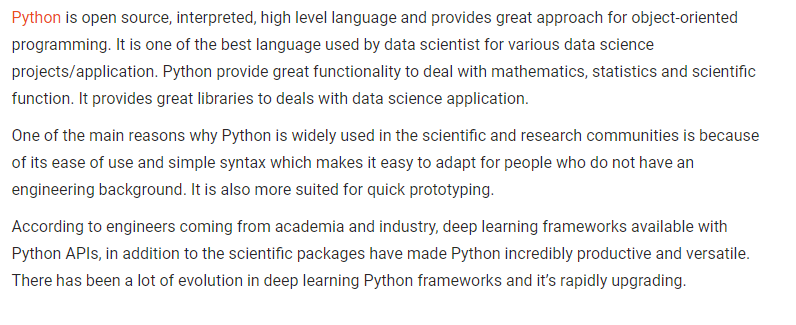 Python is open source, interpreted, high level language and provides great approach for object-oriented
programming. It is one of the best language used by data scientist for various data science
projects/application. Python provide great functionality to deal with mathematics, statistics and scientific
function. It provides great libraries to deals with data science application.
One of the main reasons why Python is widely used in the scientific and research communities is because
of its ease of use and simple syntax which makes it easy to adapt for people who do not have an
engineering background. It is also more suited for quick prototyping.
According to engineers coming from academia and industry, deep learning frameworks available with
Python APIs, in addition to the scientific packages have made Python incredibly productive and versatile.
There has been a lot of evolution in deep learning Python frameworks and it’s rapidly upgrading.